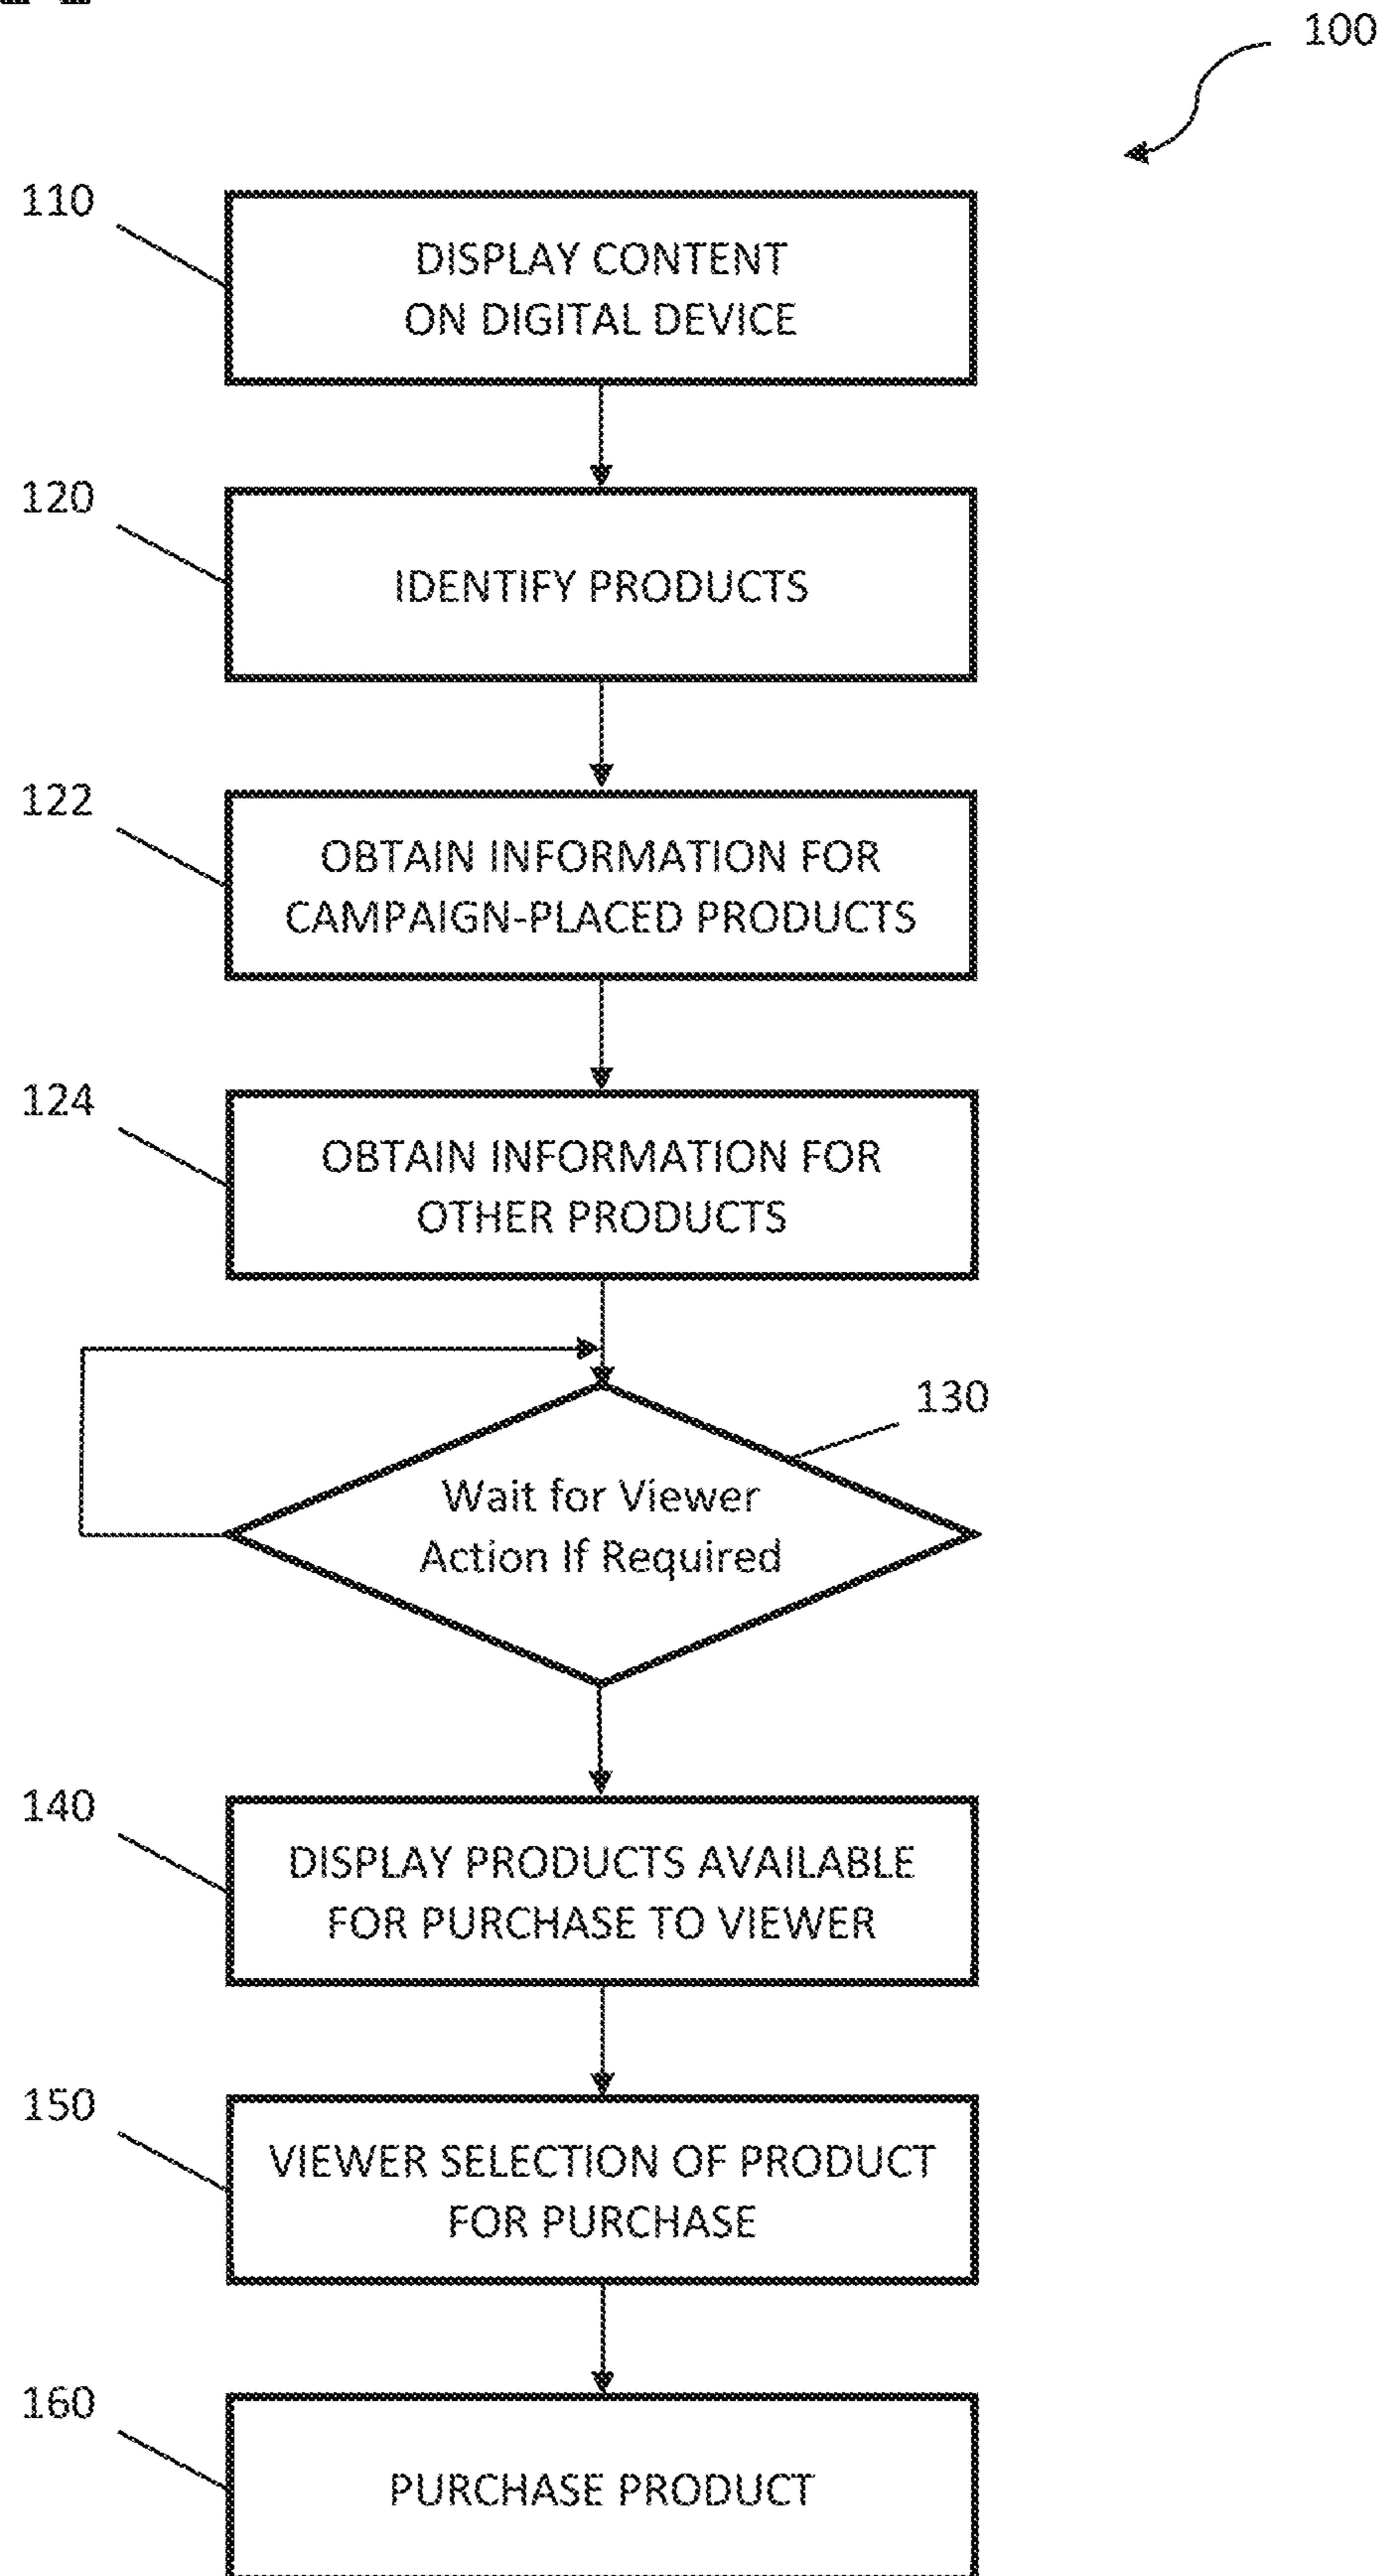 100
110
DISPLAY CONTENT
ON DIGITAL DEVICE
120
IDENTIFY PRODUCTS
122
OBTAIN INFORMATION FOR
CAMPAIGN-PLACED PRODUCTS
124
OBTAIN INFORMATION FOR
OTHER PRODUCTS
130
Wait for Viewer
Action If Required
140
DISPLAY PRODUCTS AVAILABLE
FOR PURCHASE TO VIEWER
150
VIEWER SELECTION OF PRODUCT
FOR PURCHASE
160
PURCHASE PRODUCT